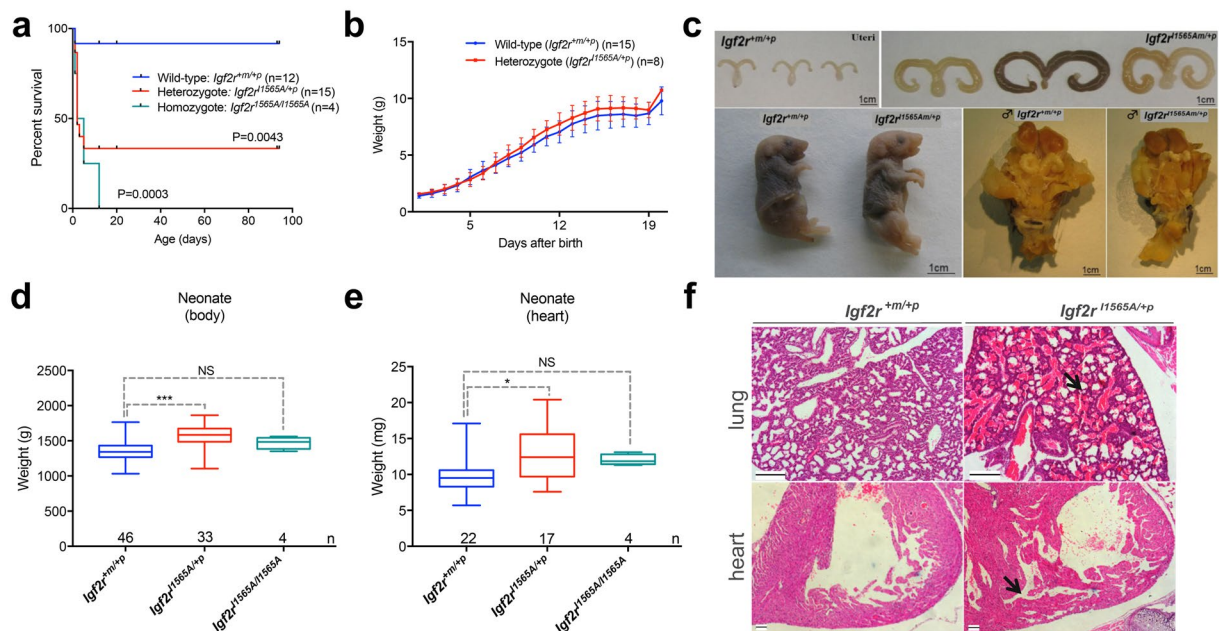 a
100
50
0
Percent survival
Wild-type: Igf2r+m/+p (n=12)
Heterozygote: Igf2rI1565A/+p (n=15)
Homozygote: Igf2r1565A/I1565A (n=4)
P=0.0043
P=0.0003
0 20 40 60 80 100
Age (days)
b
15
10
5
0
Weight (g)
Wild-type (Igf2r+m/+p) (n=15)
Heterozygote (Igf2rI1565A/+p) (n=8)
5 12 19
Days after birth
c
Igf2r+m/+p
Uteri
Igf2rI1565Am/+p
1cm
1cm
Igf2r+m/+p
Igf2rI1565Am/+p
1cm
♂ Igf2r+m/+p
1cm
♂ Igf2rI1565Am/+p
1cm
d
Neonate
(body)
2500
2000
1500
1000
500
0
Weight (g)
NS
***
46 33 4 n
Igf2r+m/+p
Igf2rI1565A/+p
Igf2rI1565A/I1565A
e
Neonate
(heart)
25
20
15
10
5
0
Weight (mg)
NS
*
22 17 4 n
Igf2r+m/+p
Igf2rI1565A/+p
Igf2rI1565A/I1565A
f
Igf2r +m/+p
Igf2r I1565A/+p
lung
heart